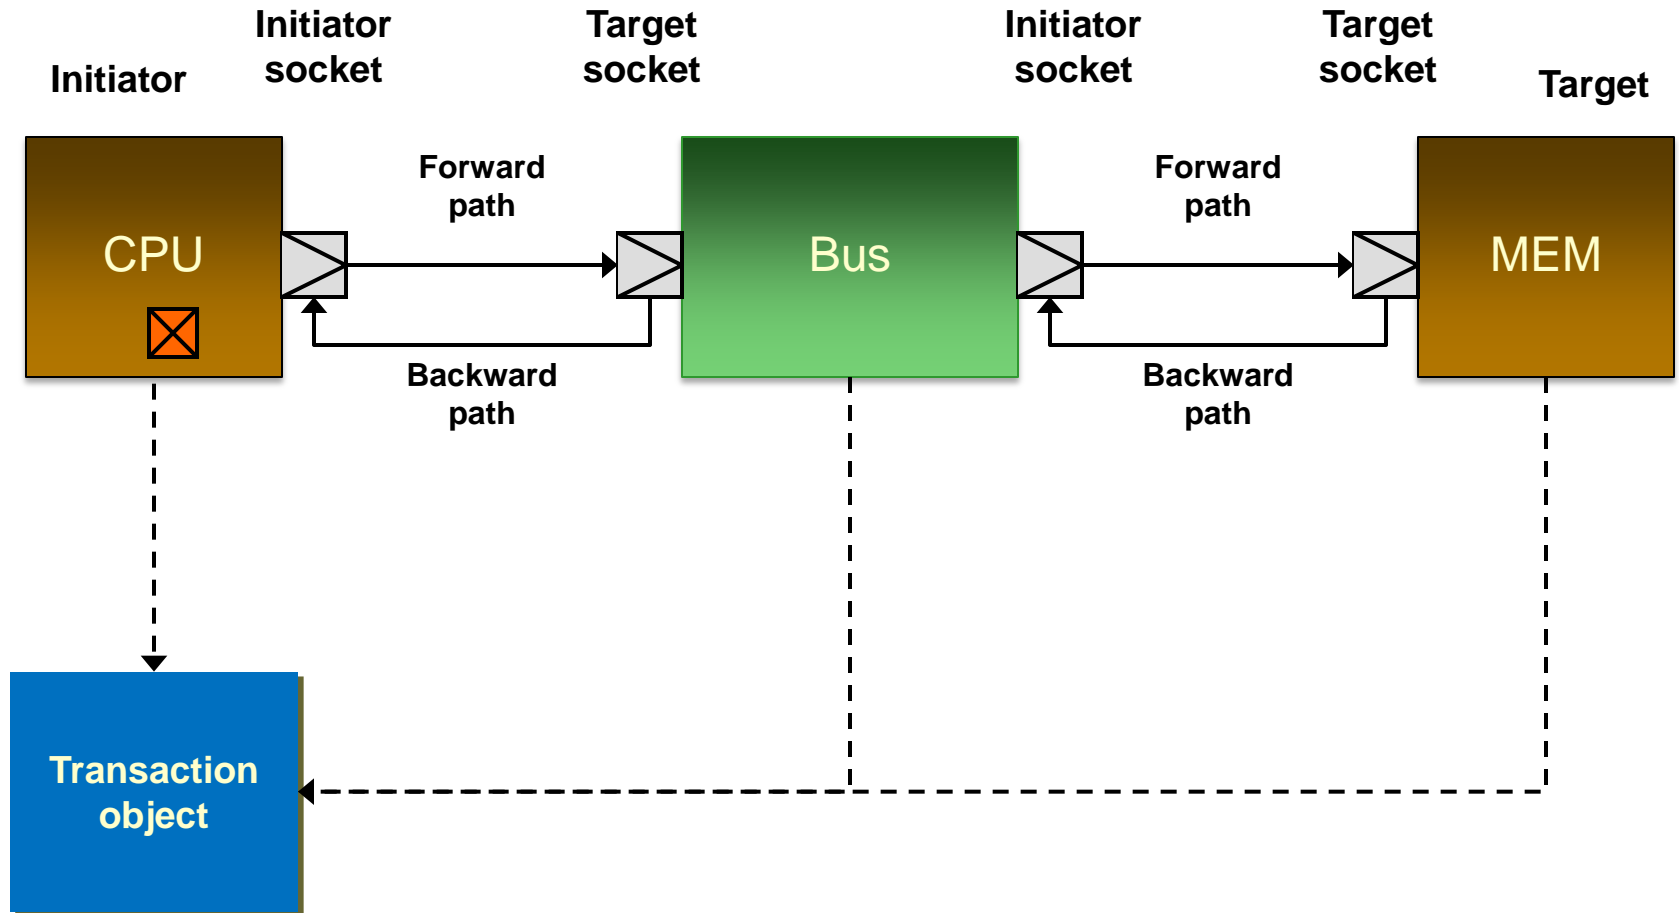 Initiator
Initiator
socket
Target
socket
Initiator
socket
Target
socket
Target
CPU
Forward
path
Backward
path
Bus
Forward
path
Backward
path
MEM
Transaction
object